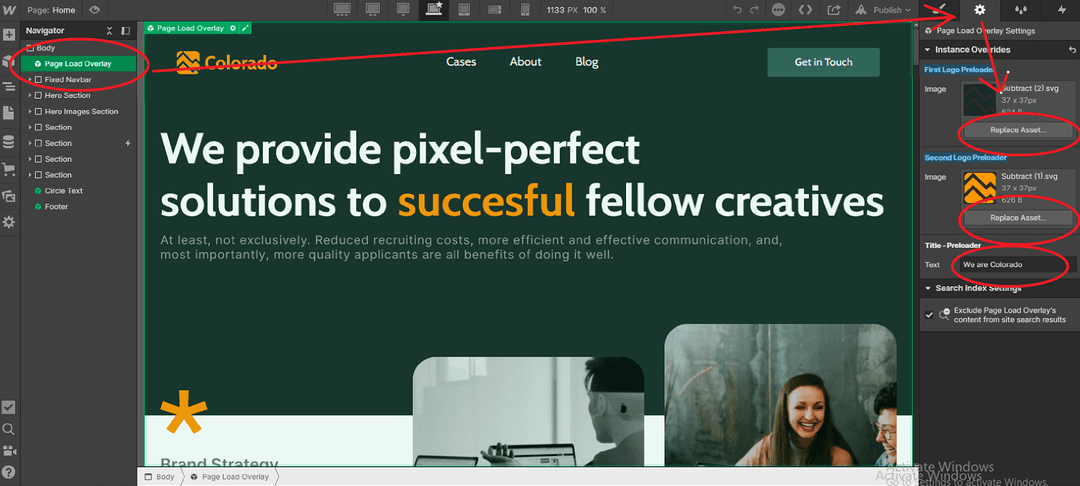 W Page: Home 1133 PX 100 % Publish
Navigator
Body
Page Load Overlay
Fixed Navbar
Hero Section
Hero Images Section
Section
Section
Section
Section
Circle Text
Footer
Page Load Overlay
Colorado
Cases About Blog
Get in Touch
We provide pixel-perfect
solutions to succesful fellow creatives
At least, not exclusively. Reduced recruiting costs, more efficient and effective communication, and,
most importantly, more quality applicants are all benefits of doing it well.
*
Brand Strategy
Body Page Load Overlay
Page Load Overlay Settings
Instance Overrides
First Logo Preloader
Image
Subtract (2).svg
37 x 37px
624 B
Replace Asset...
Second Logo Preloader
Image
Subtract (1).svg
37 x 37px
626 B
Replace Asset...
Title - Preloader
Text We are Colorado
Search Index Settings
Exclude Page Load Overlay's
content from site search results
Activate Windows
Activate Windows
Go to Settings to activate Windows.